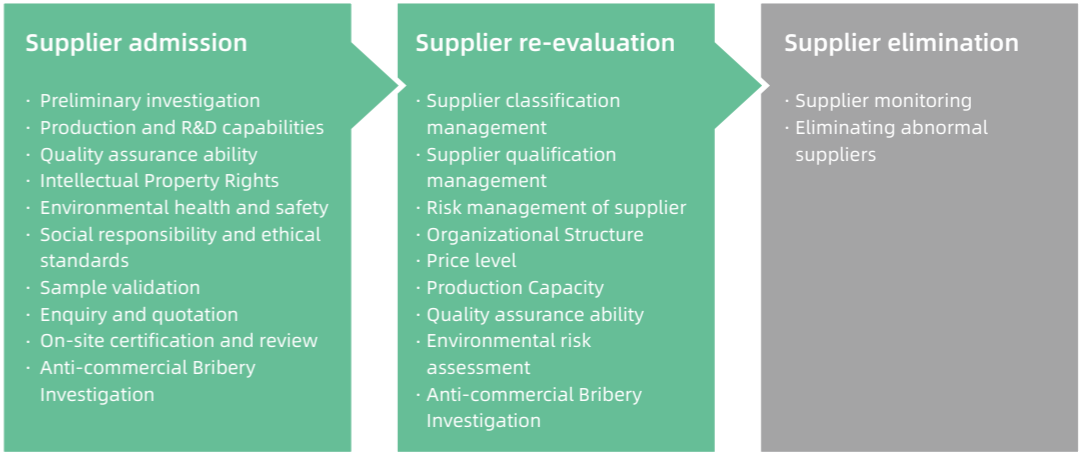 Supplier admission
· Preliminary investigation
· Production and R&D capabilities
· Quality assurance ability
· Intellectual Property Rights
· Environmental health and safety
· Social responsibility and ethical
standards
· Sample validation
· Enquiry and quotation
· On-site certification and review
· Anti-commercial Bribery
Investigation
Supplier re-evaluation
· Supplier classification
management
· Supplier qualification
management
· Risk management of supplier
· Organizational Structure
· Price level
· Production Capacity
· Quality assurance ability
· Environmental risk
assessment
· Anti-commercial Bribery
Investigation
Supplier elimination
· Supplier monitoring
· Eliminating abnormal
suppliers